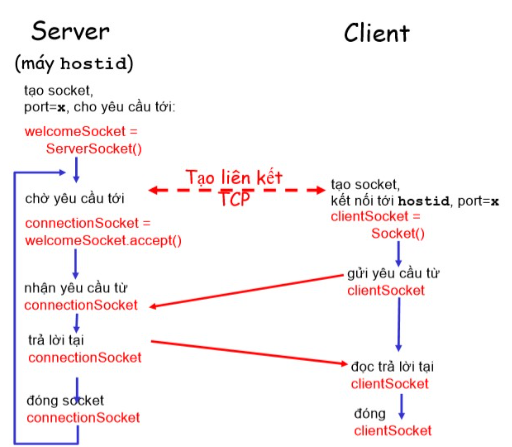 Server
(máy hostid)
tạo socket,
port=x, cho yêu cầu tới:
welcomeSocket =
ServerSocket()
chờ yêu cầu tới
connectionSocket =
welcomeSocket.accept()
nhận yêu cầu từ
connectionSocket
trả lời tại
connectionSocket
đóng socket
connectionSocket
Tạo liên kết
TCP
Client
tạo socket,
kết nối tới hostid, port=x
clientSocket =
Socket()
gửi yêu cầu từ
clientSocket
đọc trả lời tại
clientSocket
đóng
clientSocket